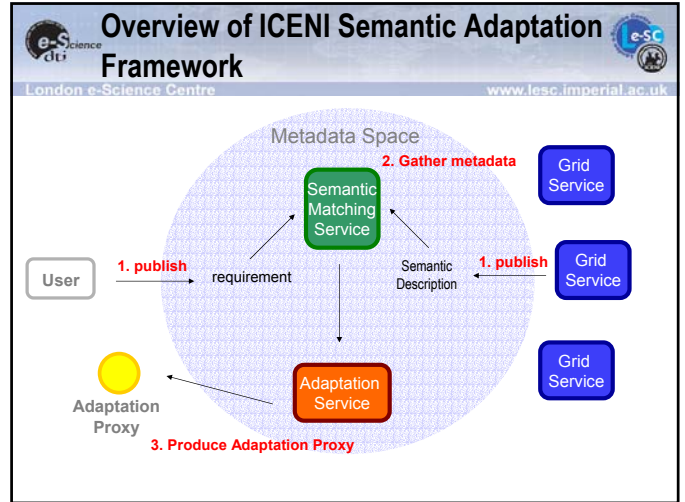 Overview of ICENI Semantic Adaptation
Framework
e-Science
dti
e-SC
London e-Science Centre
www.lesc.imperial.ac.uk
Metadata Space
2. Gather metadata
Grid
Service
Semantic
Matching
Service
User
1. publish
requirement
Semantic
Description
1. publish
Grid
Service
Grid
Service
Adaptation
Service
Adaptation
Proxy
3. Produce Adaptation Proxy